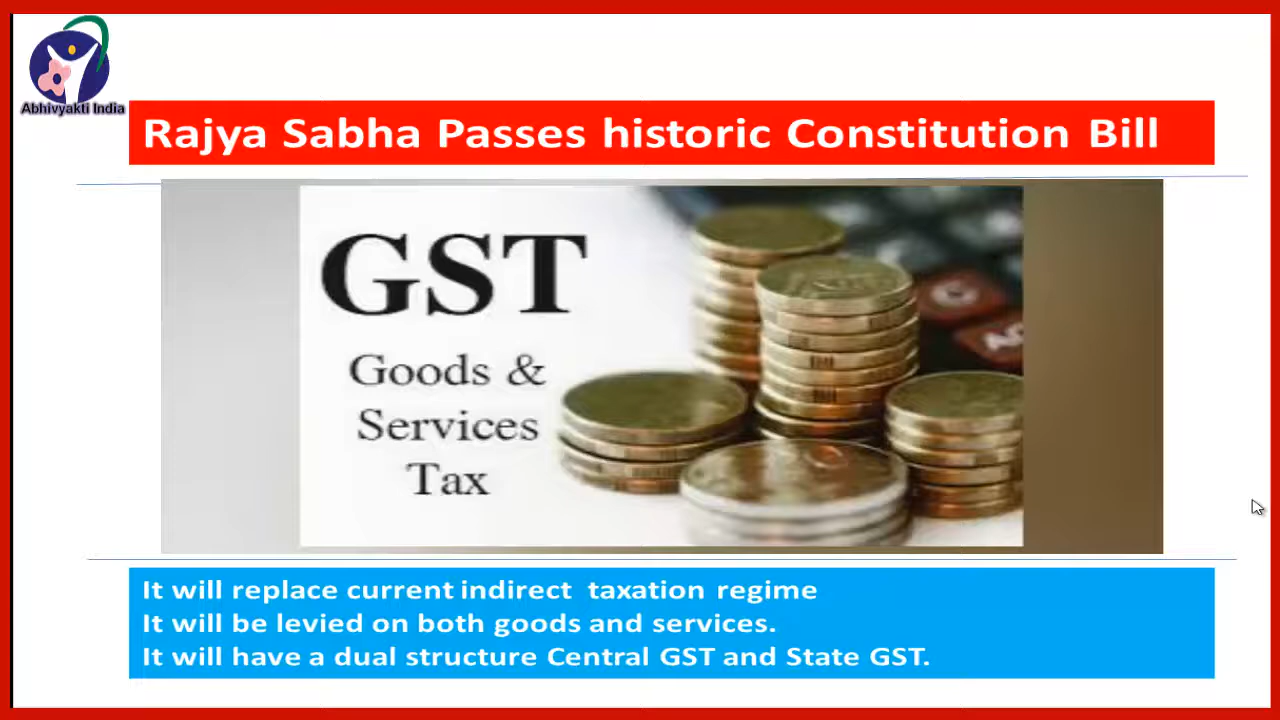 Abhivyakti India
Rajya Sabha Passes historic Constitution Bill
GST
Goods &
Services
Tax
C
It will replace current indirect taxation regime
It will be levied on both goods and services.
It will have a dual structure Central GST and State GST.